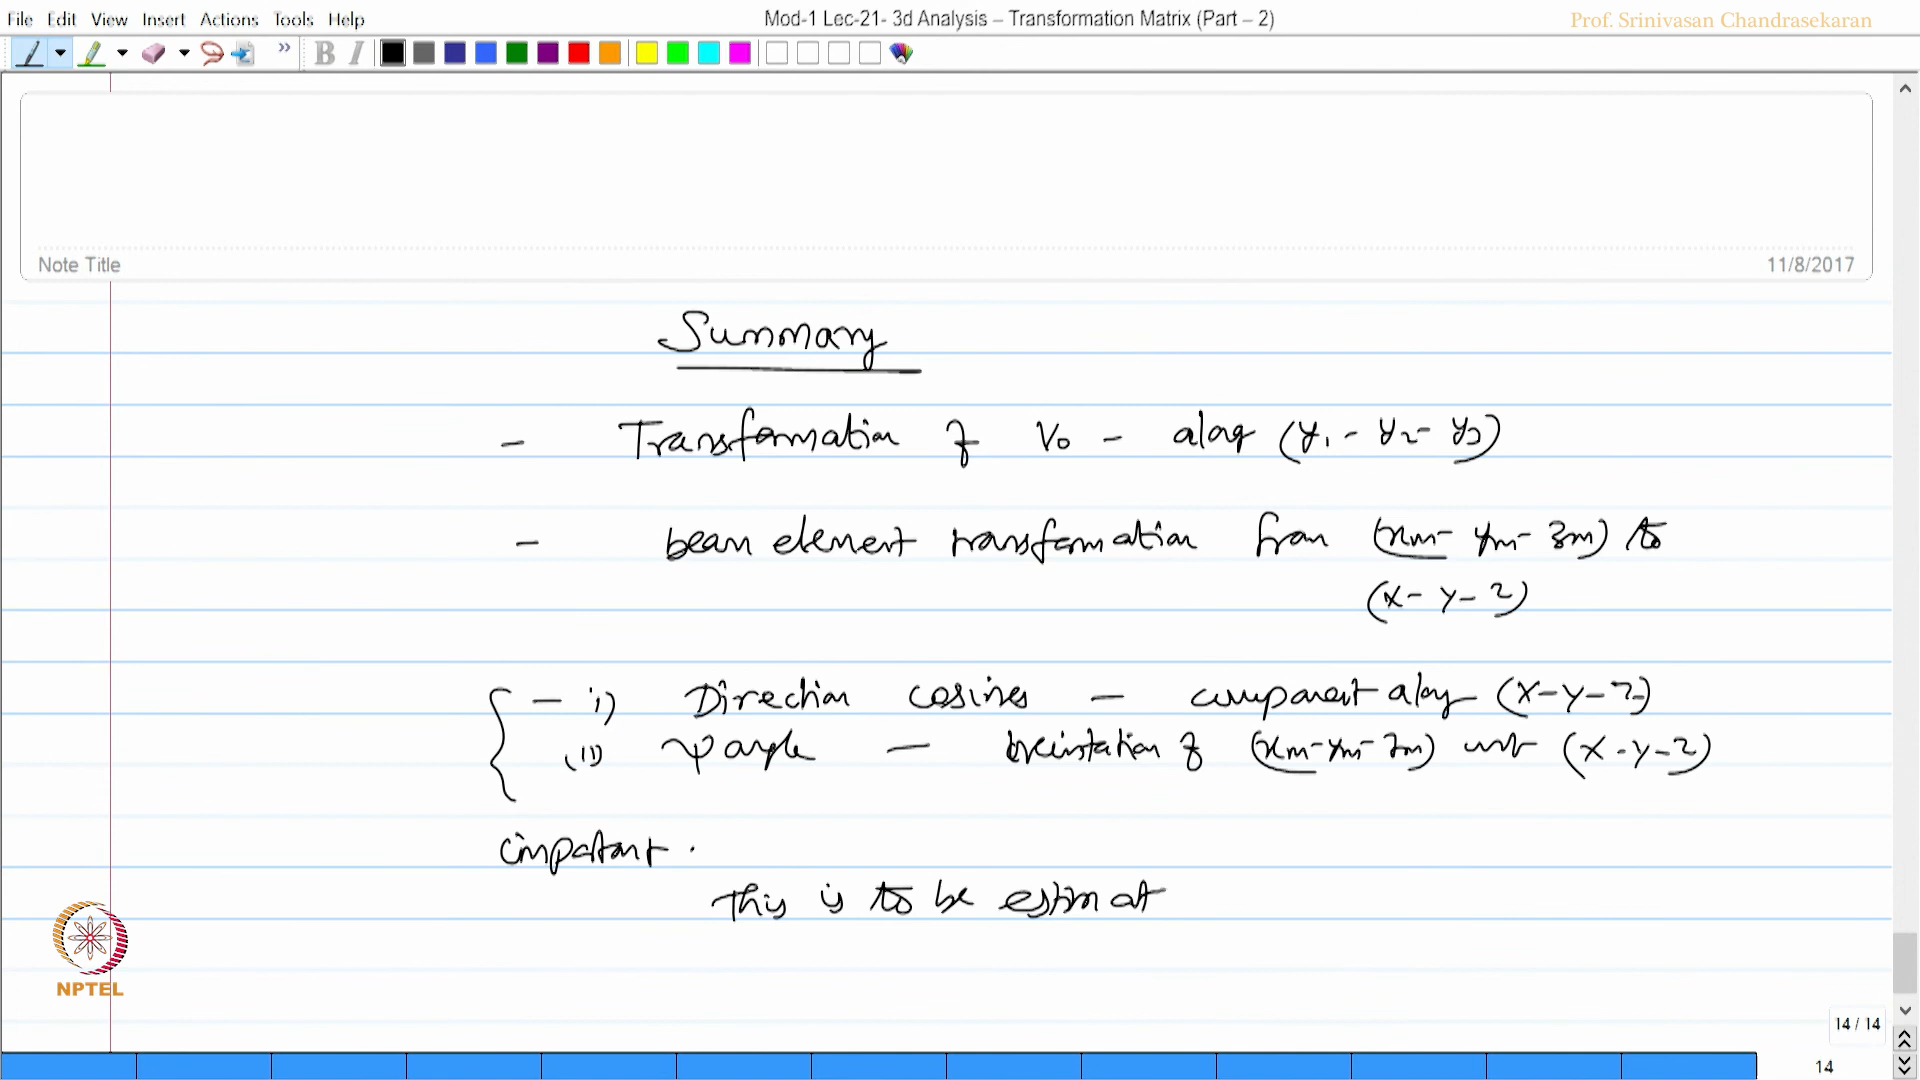 File Edit View Insert Actions Tools Help
Mod-1 Lec-21- 3d Analysis – Transformation Matrix (Part – 2)
Prof. Srinivasan Chandrasekaran
B I
Note Title
11/8/2017
Summary
- Transformation of V₀ - along (y₁ - y₂ - y₃)
- beam element transformation from (xm- ym- zm) to
(x- y- z)
- i) Direction cosines - component along (x-y-z)
(ii) ψ angle - orientation of (xm-ym-zm) wrt (x-y-z)
important.
This is to be estimat
NPTEL
14 / 14
14